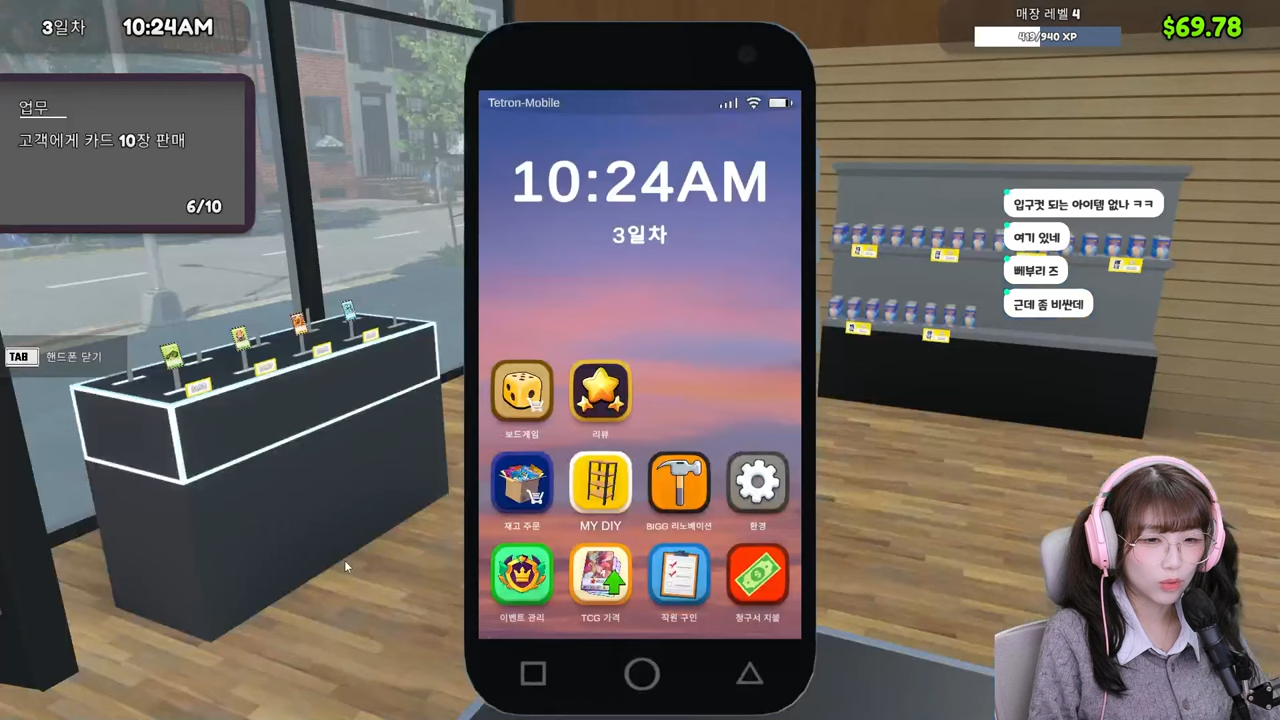 3일차 10:24AM
매장 레벨 4
419/940 XP
$69.78
업무
고객에게 카드 10장 판매
6/10
TAB 핸드폰 닫기
Tetron-Mobile
10:24AM
3일차
보드게임 리뷰
재고 주문 MY DIY BIGG 리노베이션 환경
이벤트 관리 TCG 가격 직원 구인 청구서 지불
입구컷 되는 아이템 없나 ㅋㅋ
여기 있네
뻬부리 즈
근데 좀 비싼데